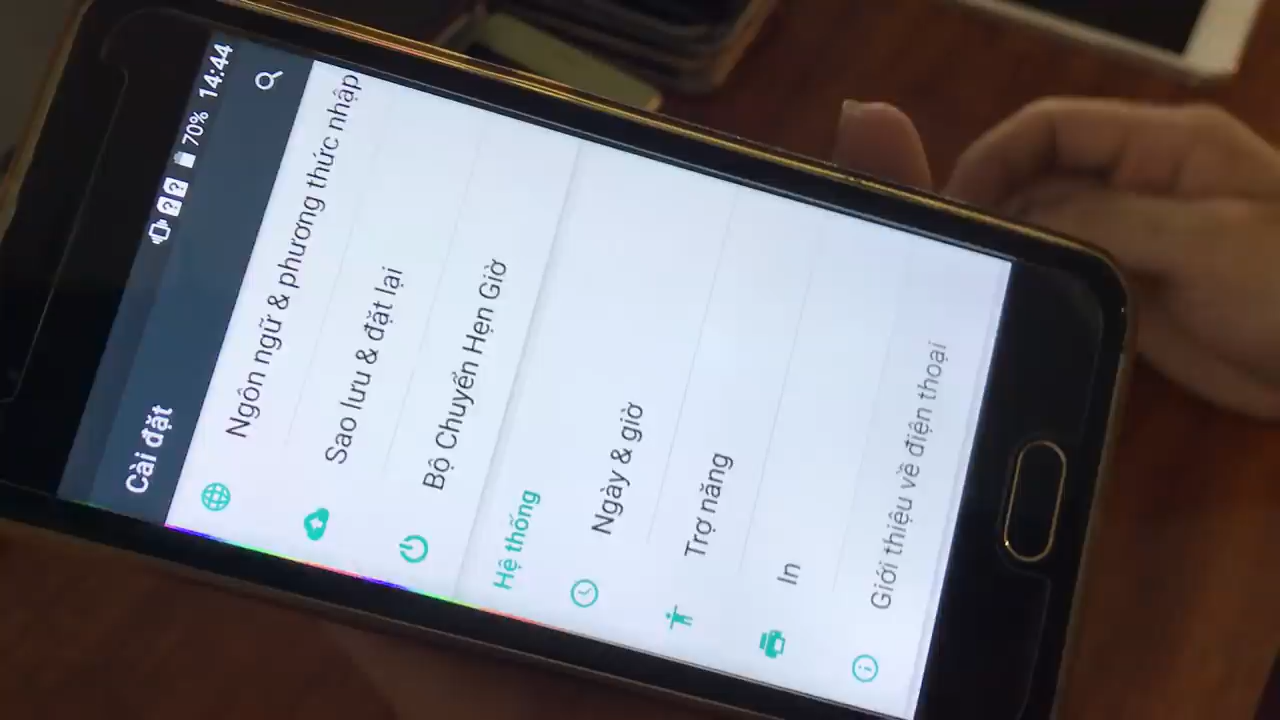 70% 14:44
Cài đặt
Ngôn ngữ & phương thức nhập
Sao lưu & đặt lại
Bộ Chuyển Hẹn Giờ
Hệ thống
Ngày & giờ
Trợ năng
In
Giới thiệu về điện thoại